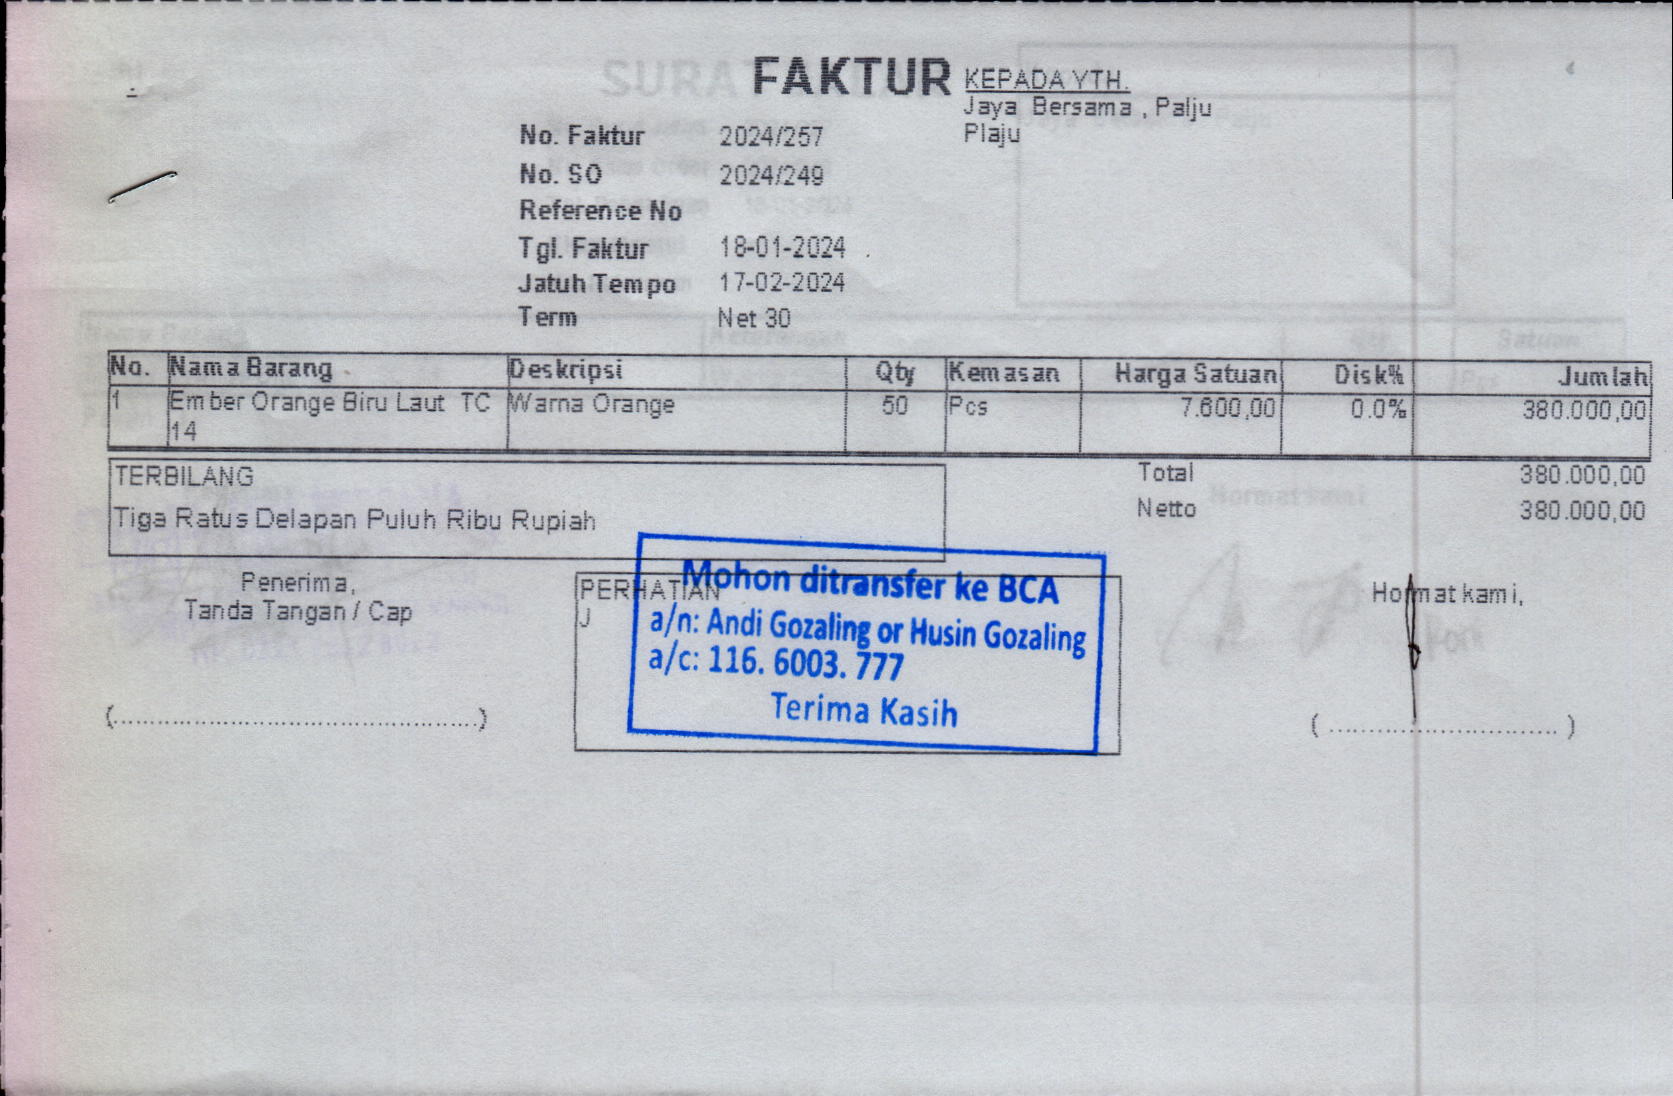 FAKTUR
KEPADA YTH.
Jaya Bersama , Palju
Plaju
No. Faktur 2024/257
No. SO 2024/249
Reference No
Tgl. Faktur 18-01-2024
Jatuh Tempo 17-02-2024
Term Net 30
No. Nama Barang Deskripsi Qty Kemasan Harga Satuan Disk% Jumlah
1 Ember Orange Biru Laut TC 14 Warna Orange 50 Pcs 7.600,00 0.0% 380.000,00
TERBILANG
Tiga Ratus Delapan Puluh Ribu Rupiah
Total 380.000,00
Netto 380.000,00
Penerima,
Tanda Tangan / Cap
(..............................................)
PERHATIAN
J
Mohon ditransfer ke BCA
a/n: Andi Gozaling or Husin Gozaling
a/c: 116. 6003. 777
Terima Kasih
Hormat kami,
( ............................. )